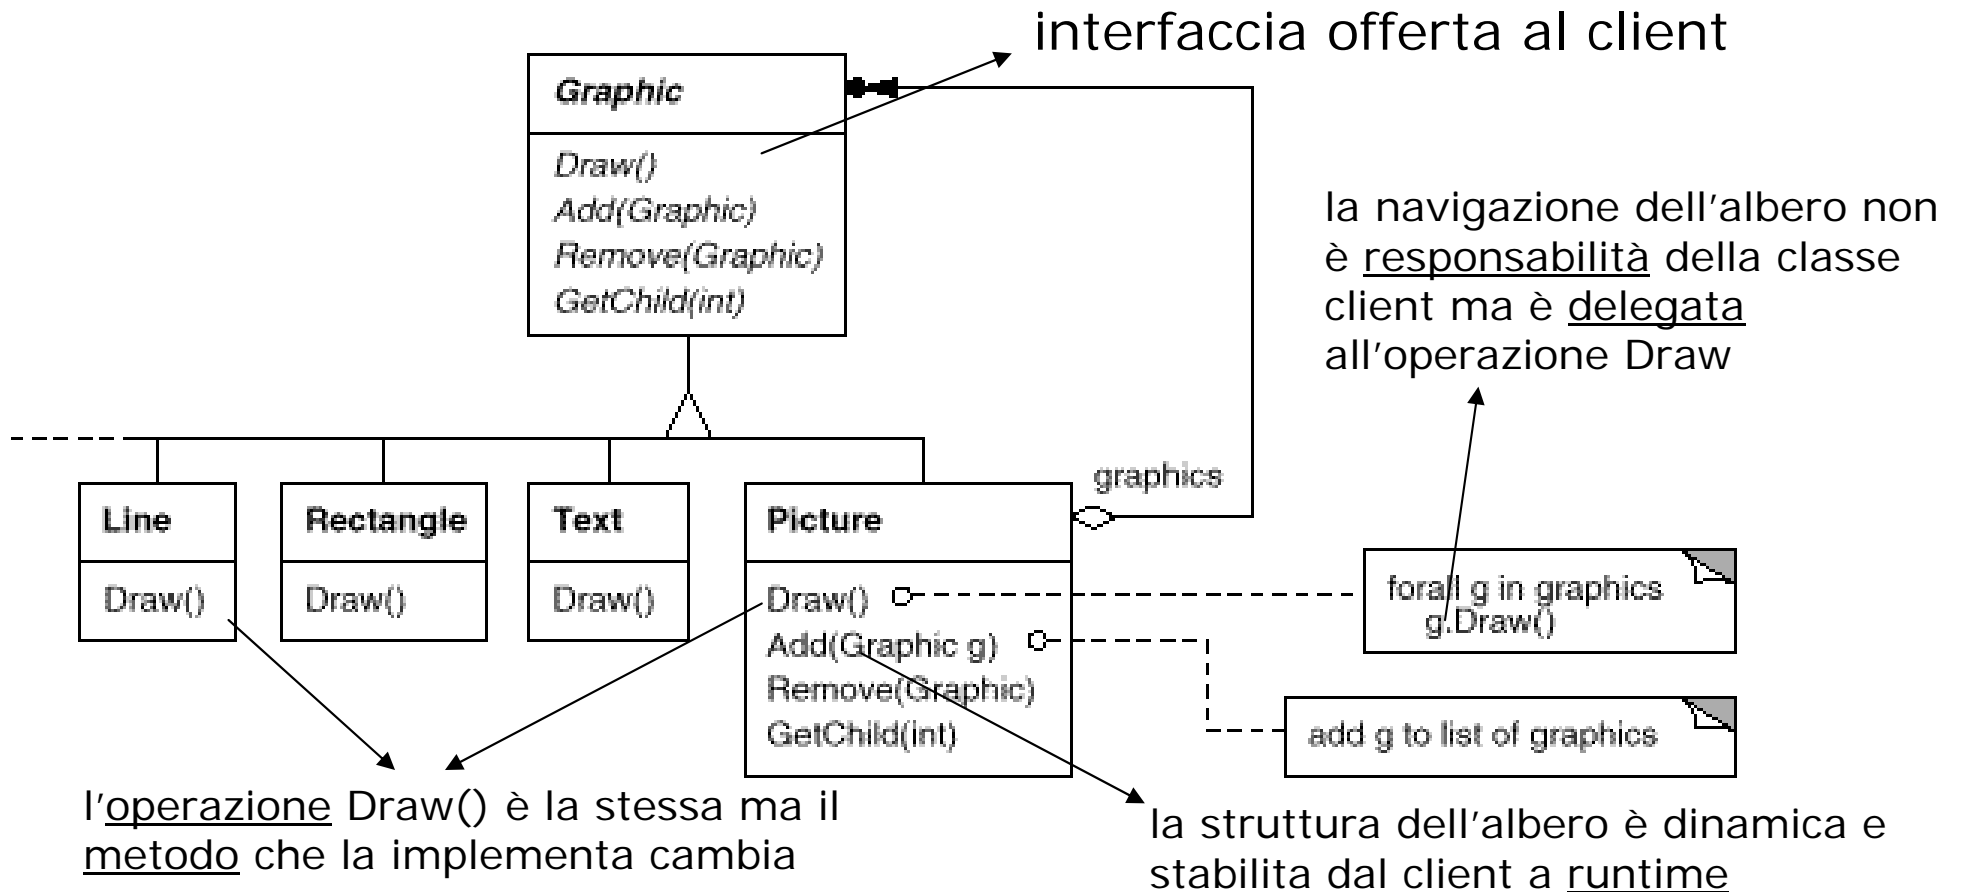 interfaccia offerta al client
Graphic
Draw()
Add(Graphic)
Remove(Graphic)
GetChild(int)
la navigazione dell'albero non
è responsabilità della classe
client ma è delegata
all'operazione Draw
graphics
Line
Draw()
Rectangle
Draw()
Text
Draw()
Picture
Draw()
Add(Graphic g)
Remove(Graphic)
GetChild(int)
forall g in graphics
g.Draw()
add g to list of graphics
l'operazione Draw() è la stessa ma il
metodo che la implementa cambia
la struttura dell'albero è dinamica e
stabilita dal client a runtime